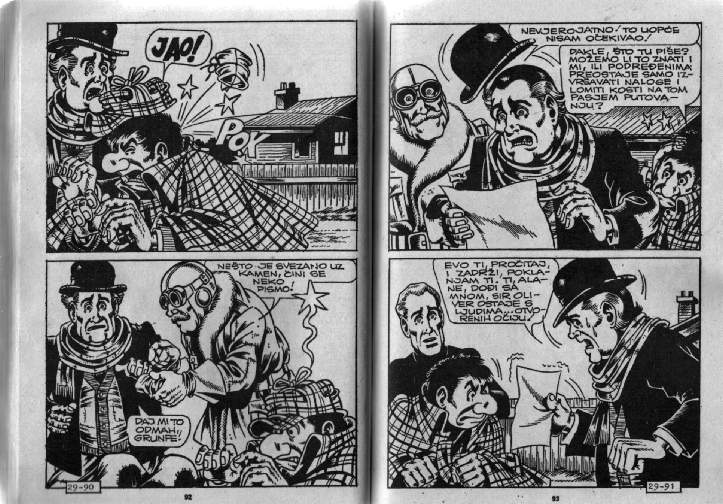 JAO!
POK
NEŠTO JE SVEZANO UZ
KAMEN, ČINI SE
NEKO
PISMO!
DAJ MI TO
ODMAH,
GRUNFE!
29-90
92
NEVJEROJATNO! TO UOPĆE
NISAM OČEKIVAO!
DAKLE, ŠTO TU PIŠE?
MOŽEMO LI TO ZNATI I
MI, ILI PODREĐENIMA
PREOSTAJE SAMO IZ-
VRŠAVATI NALOGE I
LOMITI KOSTI NA TOM
PASJEM PUTOVA-
NJU?
EVO TI, PROČITAJ
I ZADRŽI, POKLA-
NJAM TI. TI, ALA-
NE, DOĐI SA
MNOM, SIR OLI-
VER OSTAJE S
LJUDIMA... OTVO-
RENIH OČIJU!
29-91
93